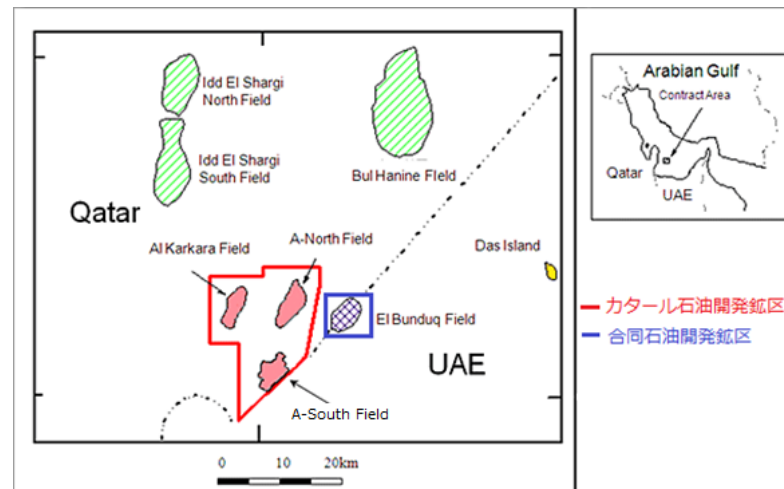 Idd El Shargi
North Field
Idd El Shargi
South Field
Bul Hanine FIeld
Qatar
A-North Field
Al Karkara Field
Das Island
El Bunduq Field
UAE
A-South Field
0 10 20km
Arabian Gulf
Contract Area
Qatar
UAE
カタール石油開発鉱区
合同石油開発鉱区